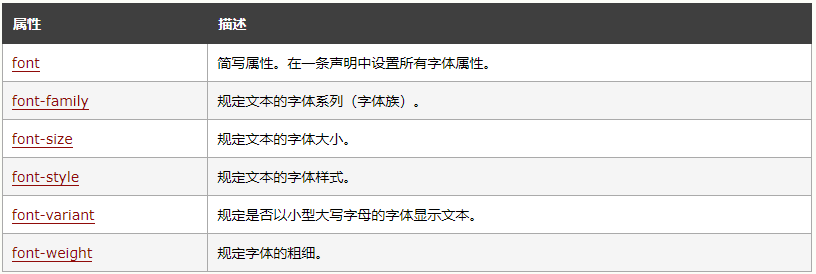 属性 描述
font 简写属性。在一条声明中设置所有字体属性。
font-family 规定文本的字体系列（字体族）。
font-size 规定文本的字体大小。
font-style 规定文本的字体样式。
font-variant 规定是否以小型大写字母的字体显示文本。
font-weight 规定字体的粗细。